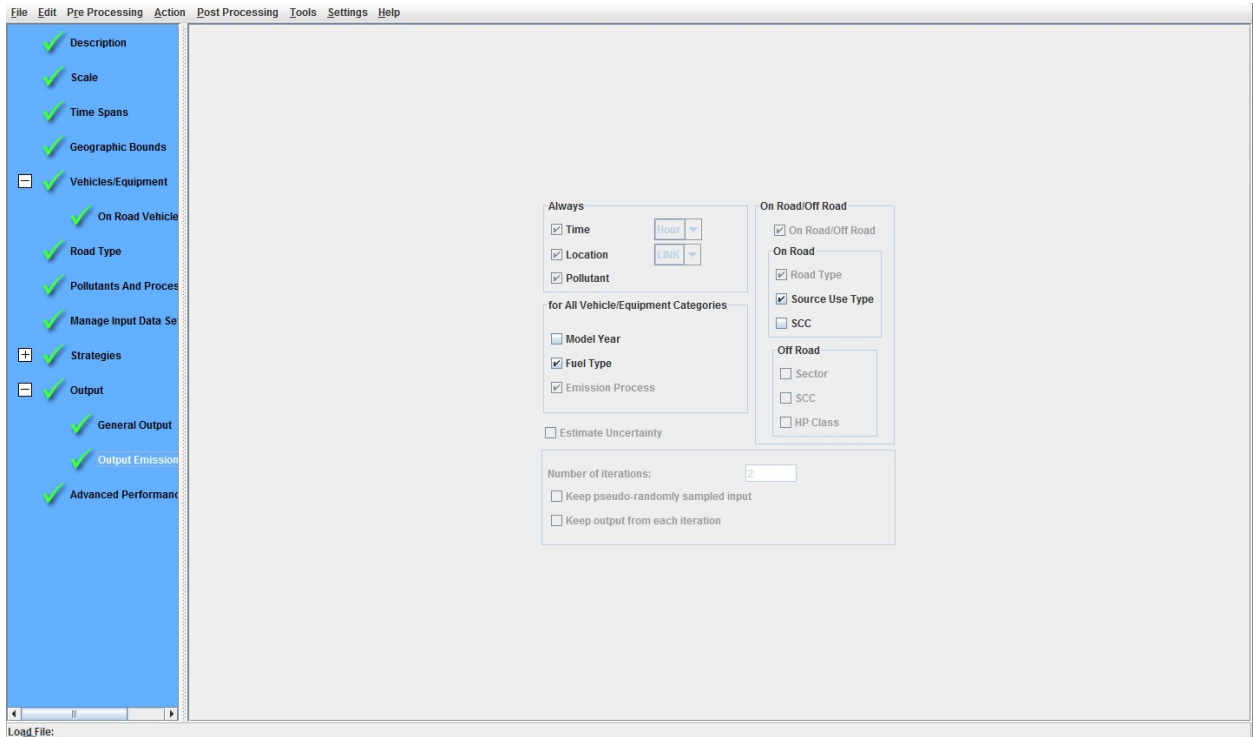 File Edit Pre Processing Action Post Processing Tools Settings Help
Description
Scale
Time Spans
Geographic Bounds
Vehicles/Equipment
On Road Vehicle
Road Type
Pollutants And Proces
Manage Input Data Se
Strategies
Output
General Output
Output Emission
Advanced Performanc
Always
Time Hour
Location LINK
Pollutant
for All Vehicle/Equipment Categories
Model Year
Fuel Type
Emission Process
Estimate Uncertainty
On Road/Off Road
On Road/Off Road
On Road
Road Type
Source Use Type
SCC
Off Road
Sector
SCC
HP Class
Number of iterations: 2
Keep pseudo-randomly sampled input
Keep output from each iteration
Load File: